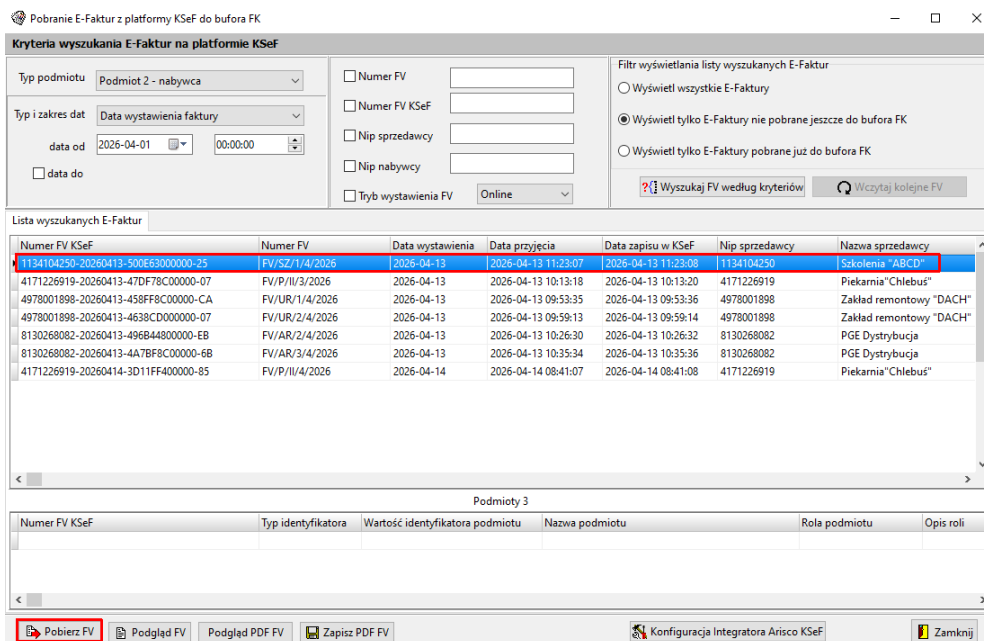 Pobranie E-Faktur z platformy KSeF do bufora FK
Kryteria wyszukania E-Faktur na platformie KSeF
Typ podmiotu Podmiot 2 - nabywca
Typ i zakres dat Data wystawienia faktury
data od 2026-04-01 00:00:00
data do
Numer FV
Numer FV KSeF
Nip sprzedawcy
Nip nabywcy
Tryb wystawienia FV Online
Filtr wyświetlania listy wyszukanych E-Faktur
Wyświetl wszystkie E-Faktury
Wyświetl tylko E-Faktury nie pobrane jeszcze do bufora FK
Wyświetl tylko E-Faktury pobrane już do bufora FK
Wyszukaj FV według kryteriów Wczytaj kolejne FV
Lista wyszukanych E-Faktur
Numer FV KSeF Numer FV Data wystawienia Data przyjęcia Data zapisu w KSeF Nip sprzedawcy Nazwa sprzedawcy
1134104250-20260413-500E63000000-25 FV/SZ/1/4/2026 2026-04-13 2026-04-13 11:23:07 2026-04-13 11:23:08 1134104250 Szkolenia "ABCD"
4171226919-20260413-47DF78C00000-07 FV/P/II/3/2026 2026-04-13 2026-04-13 10:13:18 2026-04-13 10:13:20 4171226919 Piekarnia"Chlebuś"
4978001898-20260413-458FF8C00000-CA FV/UR/1/4/2026 2026-04-13 2026-04-13 09:53:35 2026-04-13 09:53:36 4978001898 Zakład remontowy "DACH"
4978001898-20260413-4638CD000000-07 FV/UR/2/4/2026 2026-04-13 2026-04-13 09:59:13 2026-04-13 09:59:14 4978001898 Zakład remontowy "DACH"
8130268082-20260413-496B44800000-EB FV/AR/2/4/2026 2026-04-13 2026-04-13 10:26:30 2026-04-13 10:26:32 8130268082 PGE Dystrybucja
8130268082-20260413-4A7BF8C00000-6B FV/AR/3/4/2026 2026-04-13 2026-04-13 10:35:34 2026-04-13 10:35:36 8130268082 PGE Dystrybucja
4171226919-20260414-3D11FF400000-85 FV/P/II/4/2026 2026-04-14 2026-04-14 08:41:07 2026-04-14 08:41:08 4171226919 Piekarnia"Chlebuś"
Podmioty 3
Numer FV KSeF Typ identyfikatora Wartość identyfikatora podmiotu Nazwa podmiotu Rola podmiotu Opis roli
Pobierz FV Podgląd FV Podgląd PDF FV Zapisz PDF FV Konfiguracja Integratora Arisco KSeF Zamknij